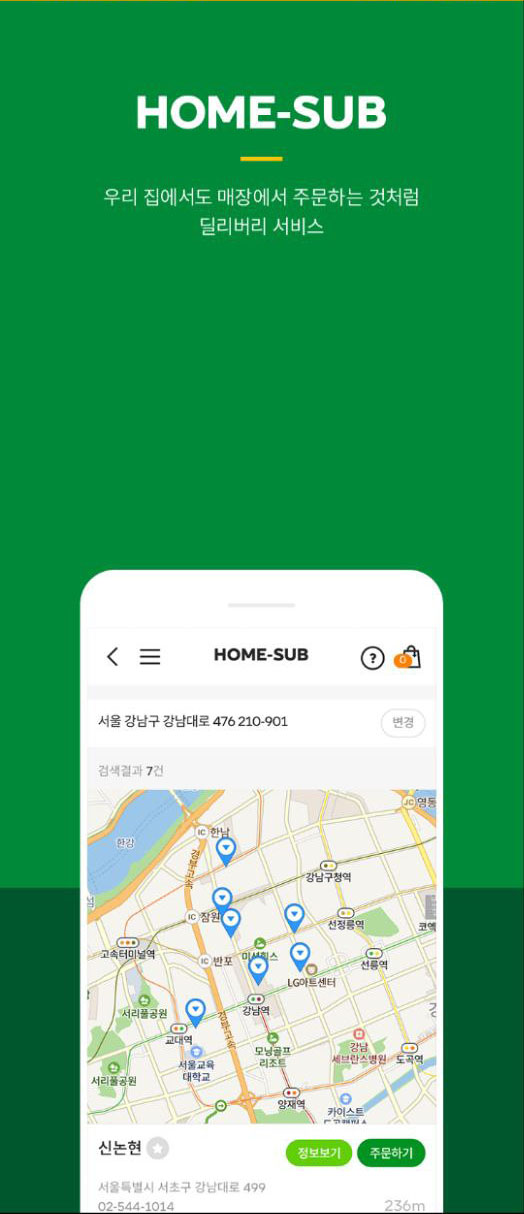 HOME-SUB
우리 집에서도 매장에서 주문하는 것처럼
딜리버리 서비스
HOME-SUB
?
0
서울 강남구 강남대로 476 210-901
변경
검색결과 7건
JC 영동
IC 한남
한강
경부고속
강남구청역
IC 잠원
선정릉역
코엑
고속터미널역
IC 반포
선릉역
LG아트센터
강남역
서리풀공원
경부고속
교대역
모닝골프
리조트
강남
세브란스병원
도곡역
서울교육
대학교
서리풀공원
양재역
카이스트
신논현
정보보기
주문하기
서울특별시 서초구 강남대로 499
02-544-1014
236m